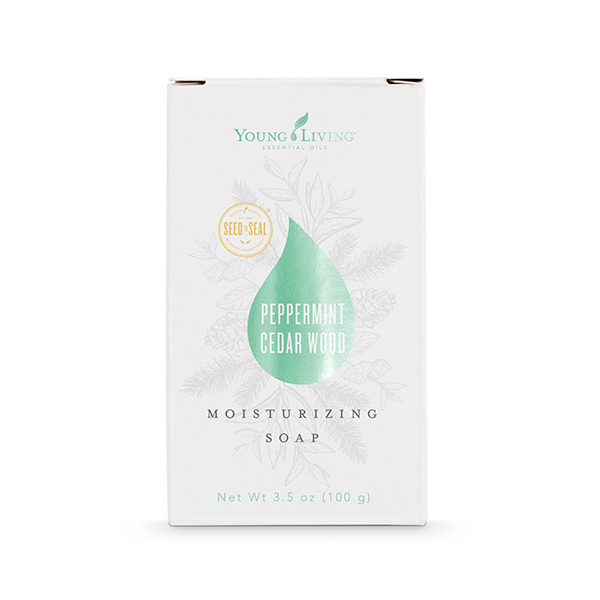 YOUNG LIVING®
ESSENTIAL OILS
SEED TO SEAL
PEPPERMINT
CEDAR WOOD
MOISTURIZING
SOAP
Net Wt 3.5 oz (100 g)